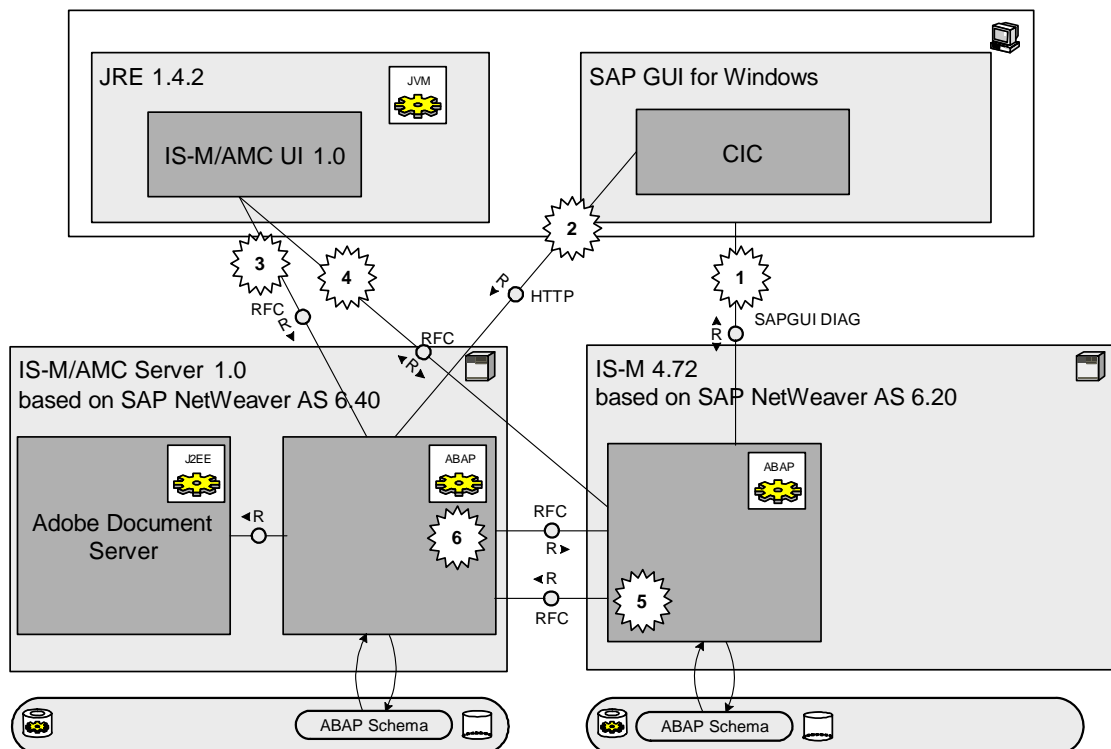 JRE 1.4.2
JVM
SAP GUI for Windows
IS-M/AMC UI 1.0
CIC
2
3
4
1
R
HTTP
RFC
R
SAPGUI DIAG
R
RFC
R
IS-M/AMC Server 1.0
based on SAP NetWeaver AS 6.40
IS-M 4.72
based on SAP NetWeaver AS 6.20
J2EE
ABAP
ABAP
Adobe Document
Server
R
6
RFC
R
R
RFC
5
ABAP Schema
ABAP Schema